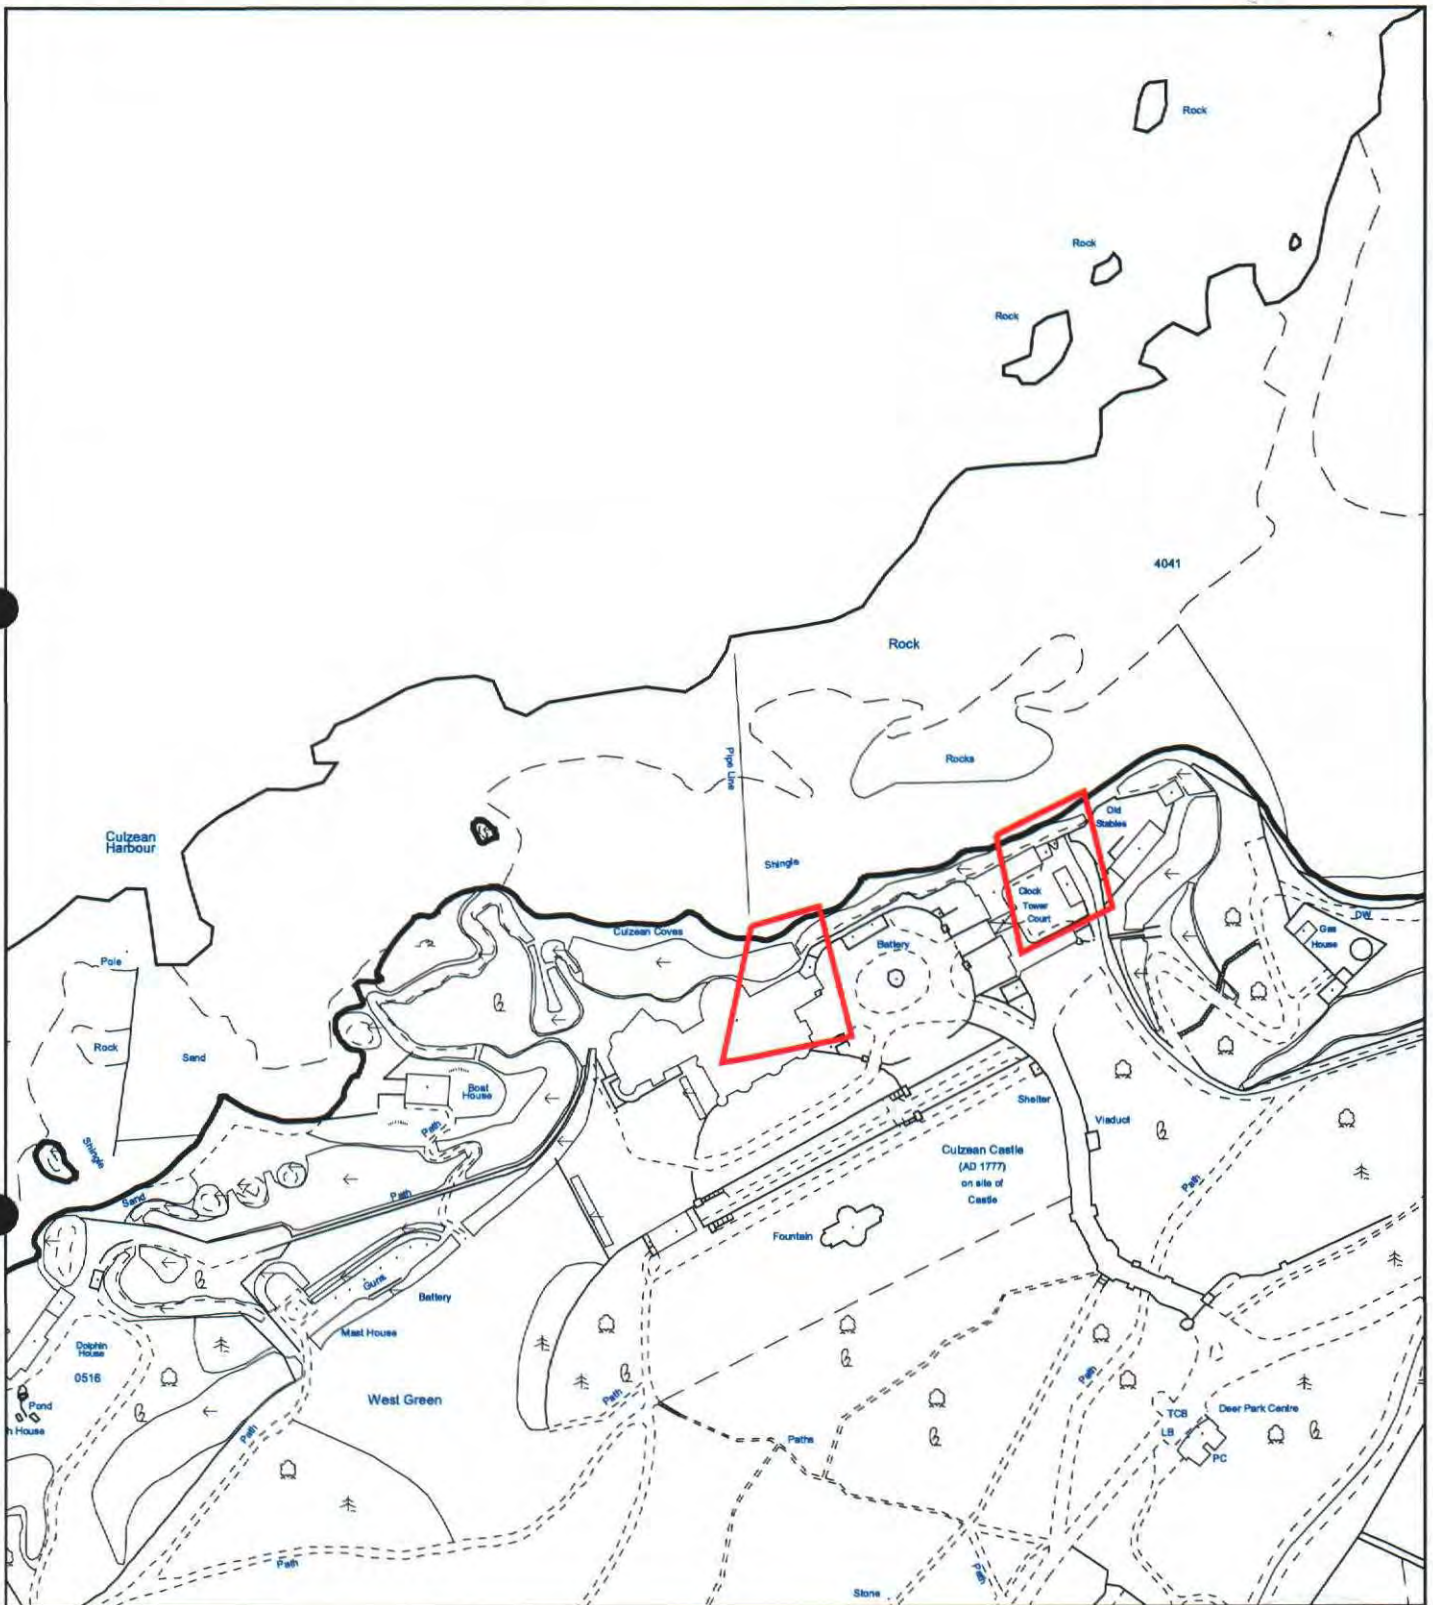 Rock
Rock
Rock
4041
Rock
Pipe Line
Rocks
Old
Stables
Culzean
Harbour
Shingle
Clock
Tower
Court
DW
Culzean Coves
Gas
House
Battery
Pole
Rock
Sand
Boat
House
Shelter
Viaduct
Path
Shingle
Culzean Castle
(AD 1777)
on site of
Castle
Path
Sand
Path
Fountain
Guns
Battery
Mast House
Dolphin
House
0516
Path
Path
West Green
Pond
h House
TCB
Deer Park Centre
LB
PC
Path
Paths
Path
Path
Stone